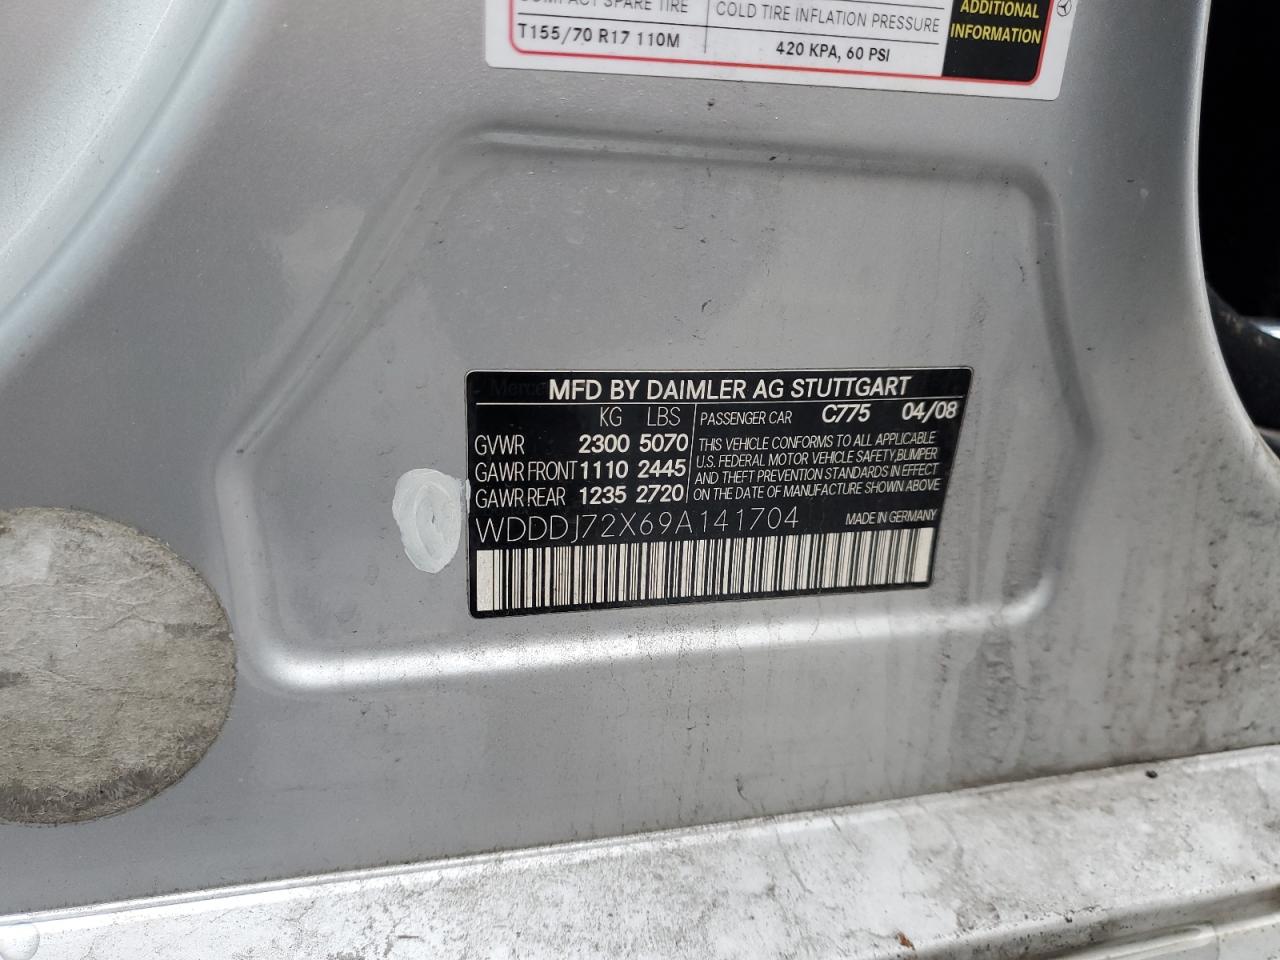 COMPACT SPARE TIRE
COLD TIRE INFLATION PRESSURE
T155/70 R17 110M
420 KPA, 60 PSI
ADDITIONAL
INFORMATION
MFD BY DAIMLER AG STUTTGART
KG LBS PASSENGER CAR C775 04/08
GVWR 2300 5070
GAWR FRONT 1110 2445
GAWR REAR 1235 2720
THIS VEHICLE CONFORMS TO ALL APPLICABLE
U.S. FEDERAL MOTOR VEHICLE SAFETY, BUMPER
AND THEFT PREVENTION STANDARDS IN EFFECT
ON THE DATE OF MANUFACTURE SHOWN ABOVE
WDDDJ72X69A141704 MADE IN GERMANY